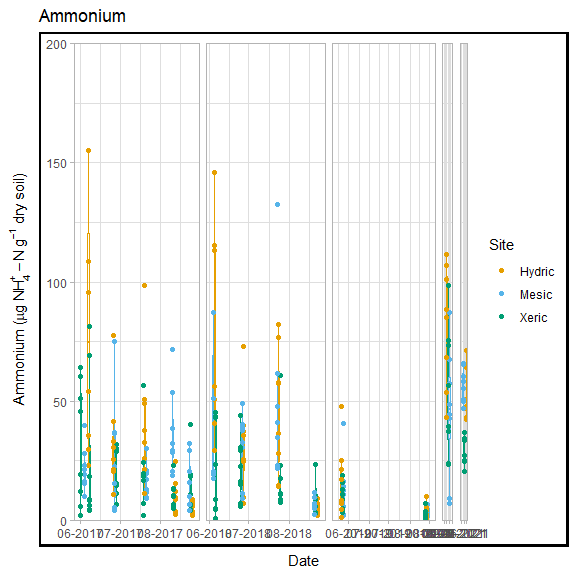 Ammonium
200
150
100
50
0
Ammonium (µg NH₄⁺ – N g⁻¹ dry soil)
06-2017 07-2017 08-2017 06-2018 07-2018 08-2018
Date
Site
Hydric
Mesic
Xeric